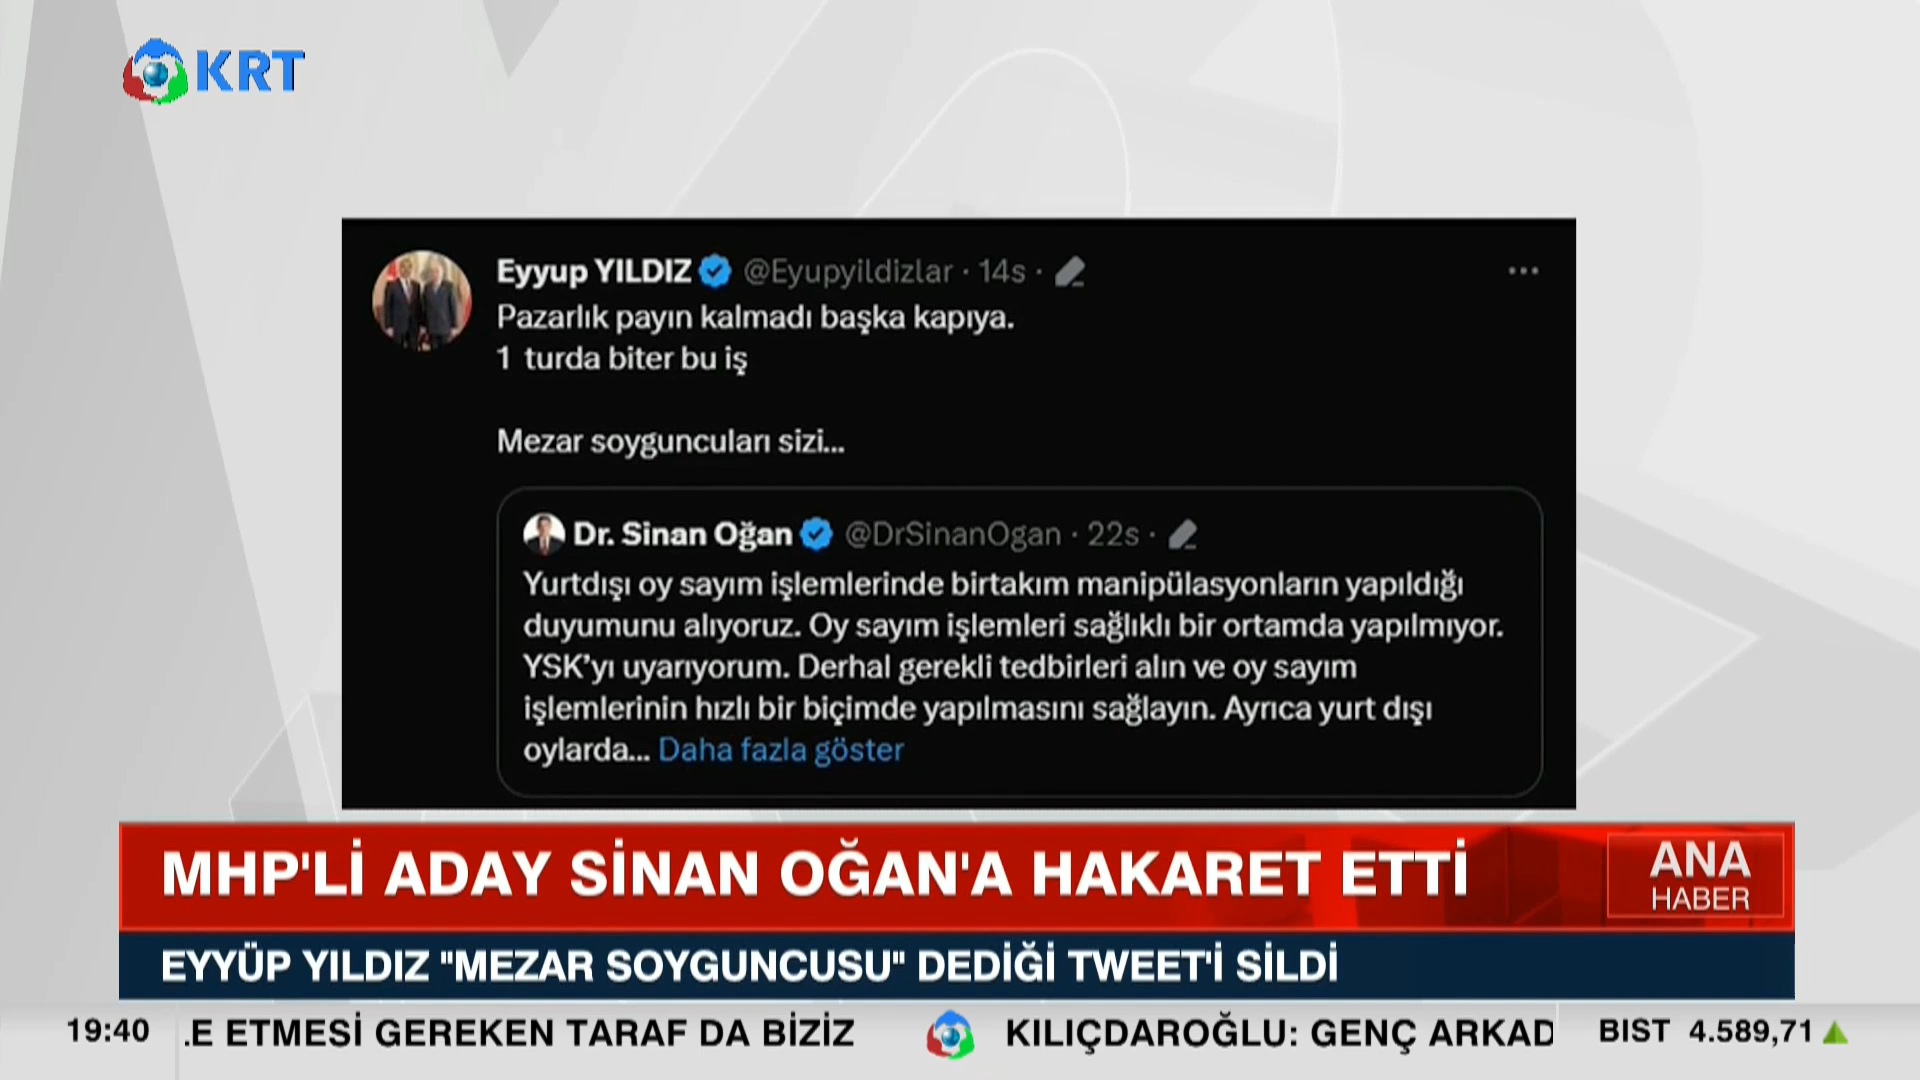 KRT
Eyyup YILDIZ @Eyupyildizlar · 14s ·
Pazarlık payın kalmadı başka kapıya.
1 turda biter bu iş
Mezar soyguncuları sizi...
Dr. Sinan Oğan @DrSinanOgan · 22s ·
Yurtdışı oy sayım işlemlerinde birtakım manipülasyonların yapıldığı
duyumunu alıyoruz. Oy sayım işlemleri sağlıklı bir ortamda yapılmıyor.
YSK’yı uyarıyorum. Derhal gerekli tedbirleri alın ve oy sayım
işlemlerinin hızlı bir biçimde yapılmasını sağlayın. Ayrıca yurt dışı
oylarda... Daha fazla göster
MHP'Lİ ADAY SİNAN OĞAN'A HAKARET ETTİ
ANA
HABER
EYYÜP YILDIZ "MEZAR SOYGUNCUSU" DEDİĞİ TWEET'İ SİLDİ
19:40 .E ETMESİ GEREKEN TARAF DA BİZİZ KILIÇDAROĞLU: GENÇ ARKAD BIST 4.589,71